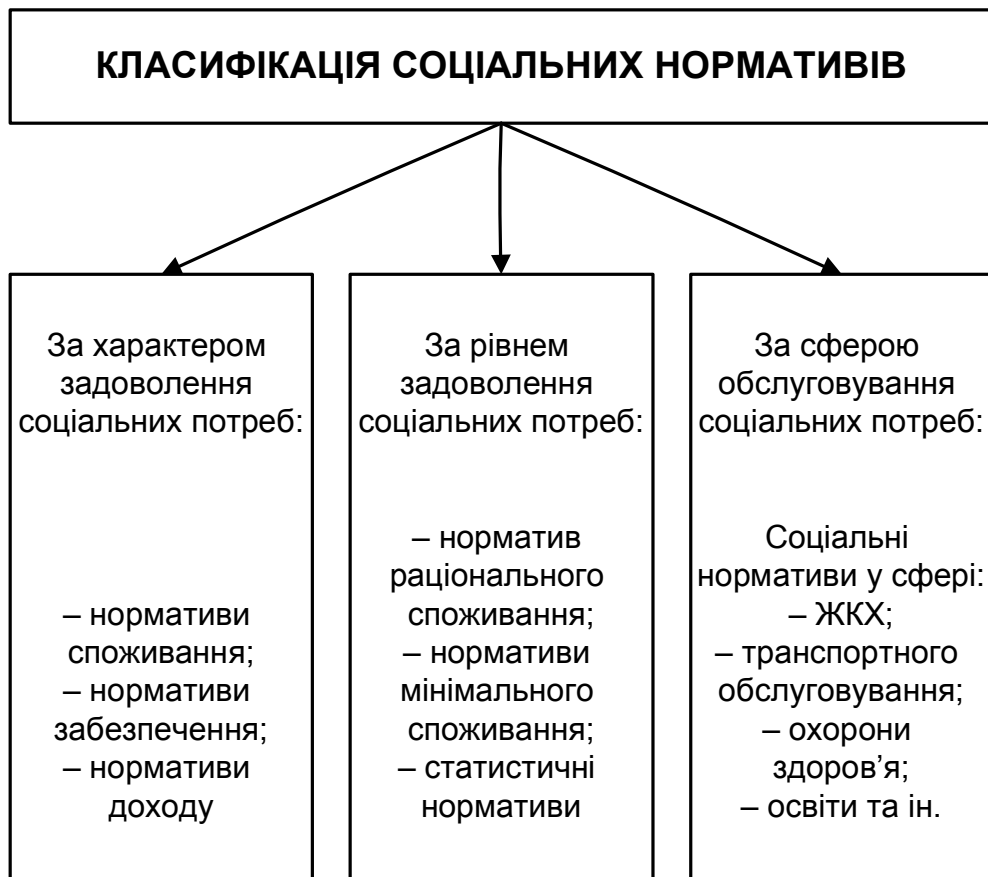 КЛАСИФІКАЦІЯ СОЦІАЛЬНИХ НОРМАТИВІВ
За характером
задоволення
соціальних потреб:
– нормативи
споживання;
– нормативи
забезпечення;
– нормативи
доходу
За рівнем
задоволення
соціальних потреб:
– норматив
раціонального
споживання;
– нормативи
мінімального
споживання;
– статистичні
нормативи
За сферою
обслуговування
соціальних потреб:
Соціальні
нормативи у сфері:
– ЖКХ;
– транспортного
обслуговування;
– охорони
здоров’я;
– освіти та ін.